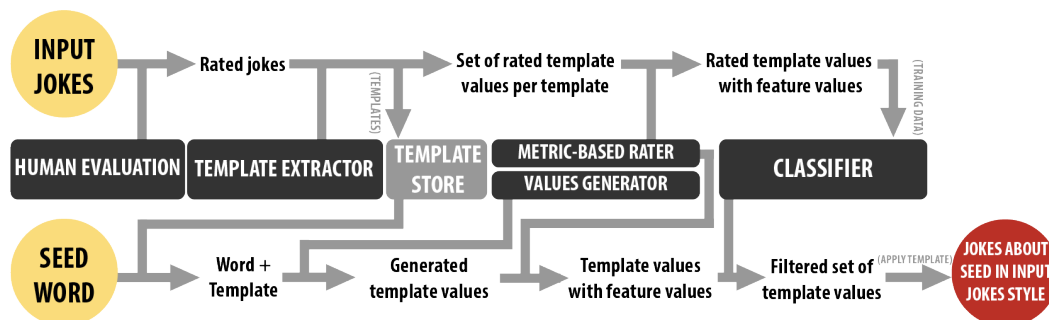 INPUT
JOKES
Rated jokes
(TEMPLATES)
Set of rated template
values per template
Rated template values
with feature values
(TRAINING DATA)
HUMAN EVALUATION
TEMPLATE EXTRACTOR
TEMPLATE
STORE
METRIC-BASED RATER
VALUES GENERATOR
CLASSIFIER
SEED
WORD
Word +
Template
Generated
template values
Template values
with feature values
Filtered set of
template values
(APPLY TEMPLATE)
JOKES ABOUT
SEED IN INPUT
JOKES STYLE